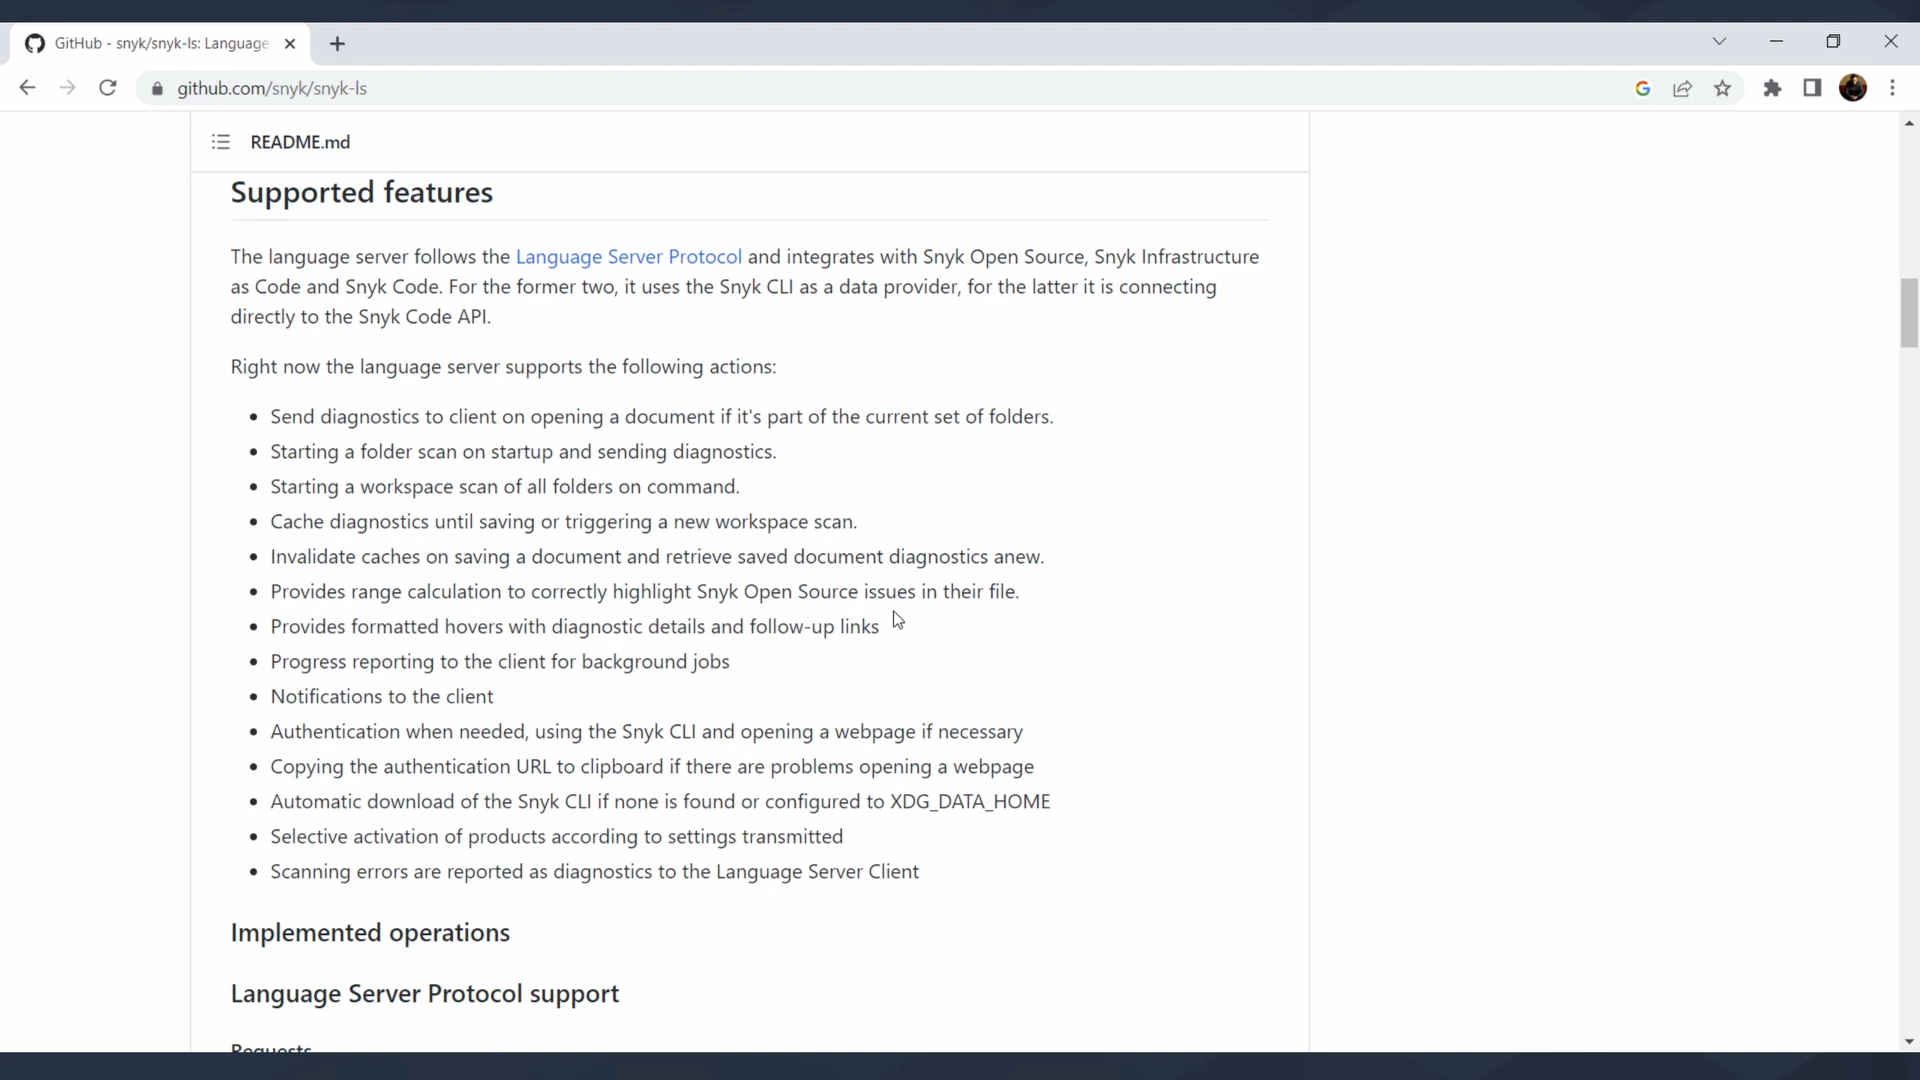 GitHub - snyk/snyk-ls: Language
github.com/snyk/snyk-ls
README.md
Supported features
The language server follows the Language Server Protocol and integrates with Snyk Open Source, Snyk Infrastructure
as Code and Snyk Code. For the former two, it uses the Snyk CLI as a data provider, for the latter it is connecting
directly to the Snyk Code API.
Right now the language server supports the following actions:
• Send diagnostics to client on opening a document if it's part of the current set of folders.
• Starting a folder scan on startup and sending diagnostics.
• Starting a workspace scan of all folders on command.
• Cache diagnostics until saving or triggering a new workspace scan.
• Invalidate caches on saving a document and retrieve saved document diagnostics anew.
• Provides range calculation to correctly highlight Snyk Open Source issues in their file.
• Provides formatted hovers with diagnostic details and follow-up links
• Progress reporting to the client for background jobs
• Notifications to the client
• Authentication when needed, using the Snyk CLI and opening a webpage if necessary
• Copying the authentication URL to clipboard if there are problems opening a webpage
• Automatic download of the Snyk CLI if none is found or configured to XDG_DATA_HOME
• Selective activation of products according to settings transmitted
• Scanning errors are reported as diagnostics to the Language Server Client
Implemented operations
Language Server Protocol support
Requests